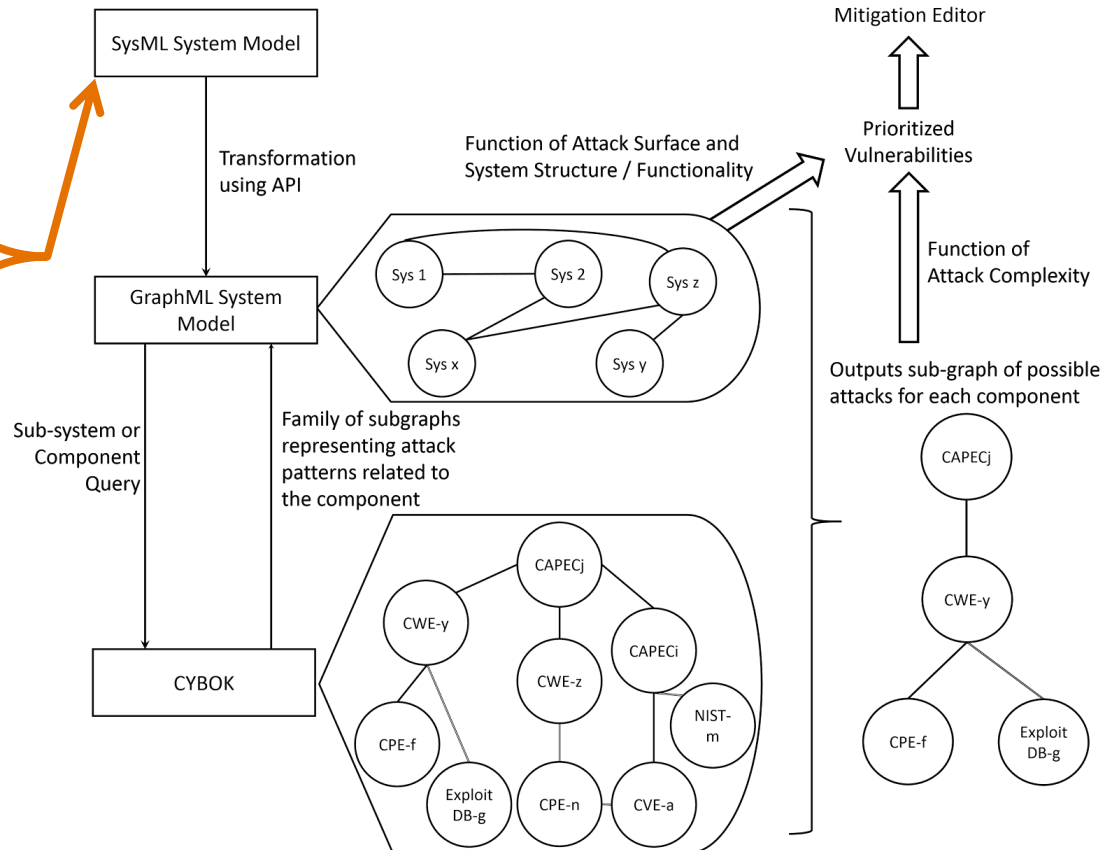 SysML System Model
Transformation
using API
GraphML System
Model
Sub-system or
Component
Query
Family of subgraphs
representing attack
patterns related to
the component
CYBOK
Function of Attack Surface and
System Structure / Functionality
Sys 1
Sys 2
Sys z
Sys x
Sys y
CAPECj
CWE-y
CAPECi
CWE-z
NIST-
m
CPE-f
Exploit
DB-g
CPE-n
CVE-a
Mitigation Editor
Prioritized
Vulnerabilities
Function of
Attack Complexity
Outputs sub-graph of possible
attacks for each component
CAPECj
CWE-y
CPE-f
Exploit
DB-g